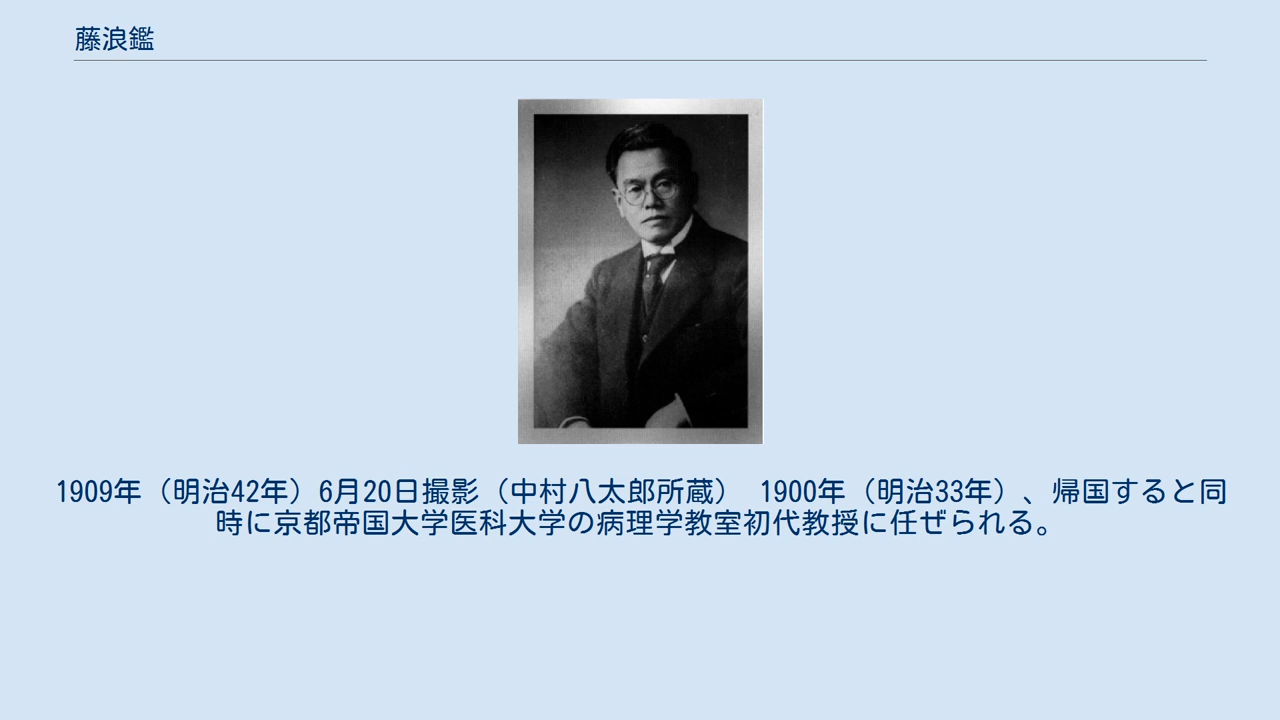 藤浪鑑
1909年（明治42年）6月20日撮影（中村八太郎所蔵） 1900年（明治33年）、帰国すると同
時に京都帝国大学医科大学の病理学教室初代教授に任ぜられる。